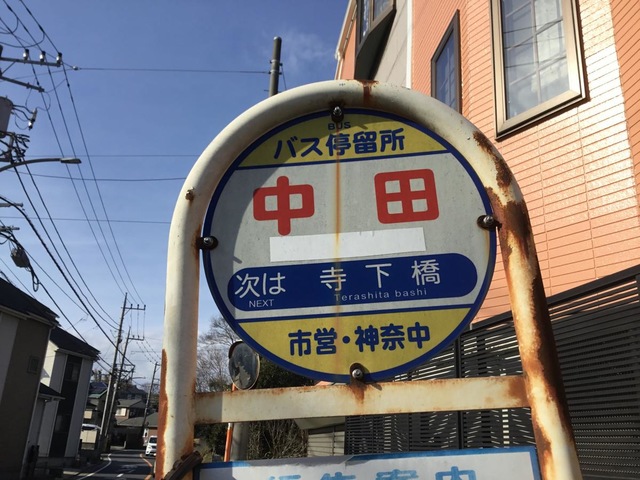 BUS
バス停留所
中田
次は 寺下橋
NEXT Terashita bashi
市営・神奈中